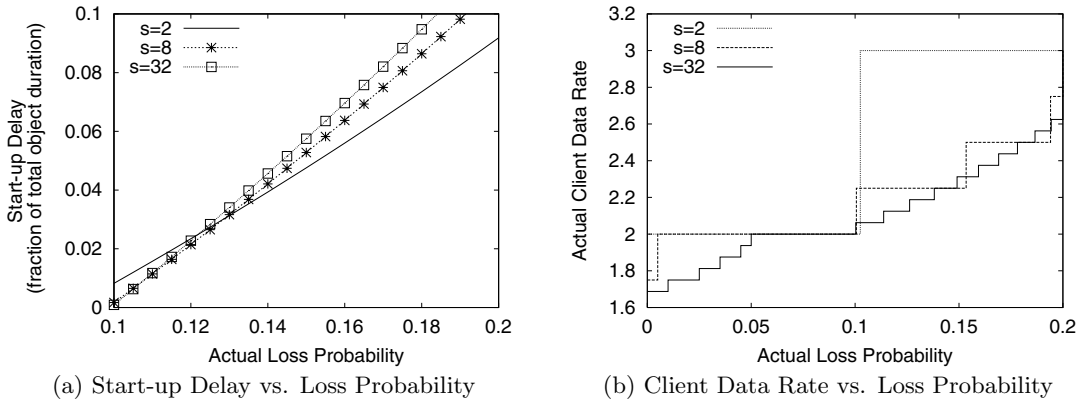 0.1
0.08
0.06
0.04
0.02
0
0.1
0.12
0.14
0.16
0.18
0.2
Start-up Delay
(fraction of total object duration)
Actual Loss Probability
s=2
s=8
s=32
(a) Start-up Delay vs. Loss Probability
3.2
3
2.8
2.6
2.4
2.2
2
1.8
1.6
0
0.05
0.1
0.15
0.2
Actual Client Data Rate
Actual Loss Probability
s=2
s=8
s=32
(b) Client Data Rate vs. Loss Probability